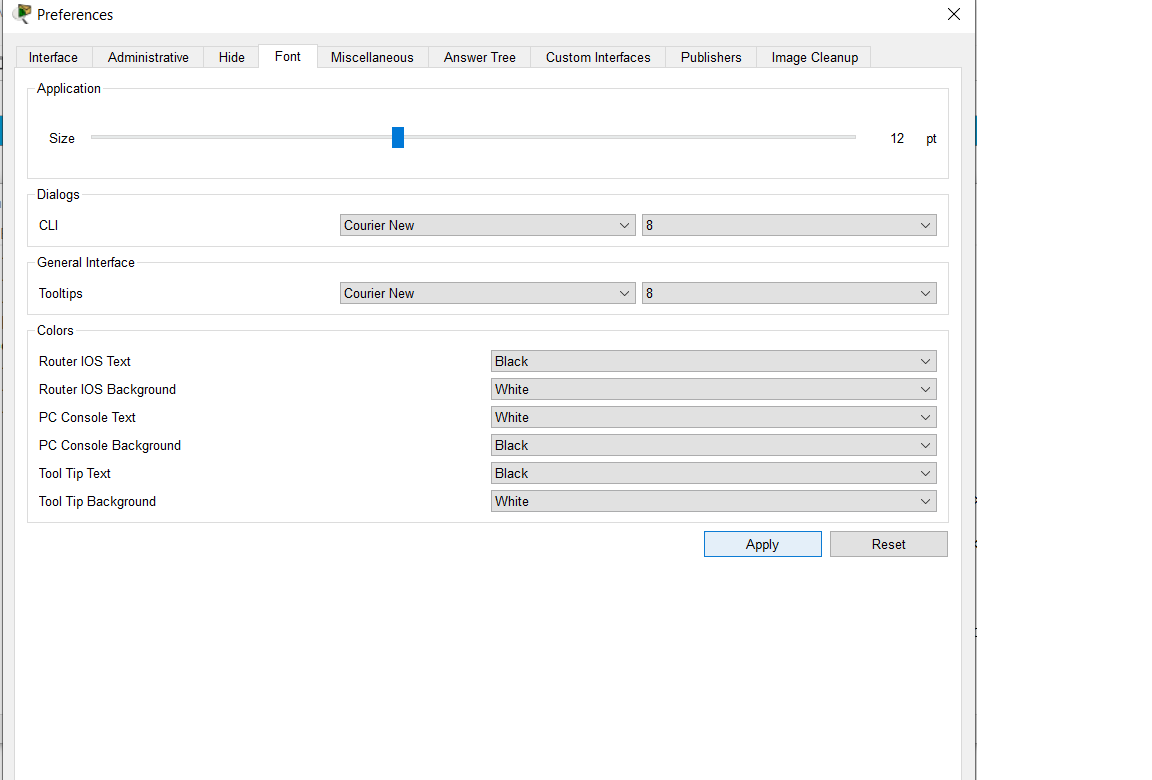 Preferences
Interface Administrative Hide Font Miscellaneous Answer Tree Custom Interfaces Publishers Image Cleanup
Application
Size 12 pt
Dialogs
CLI Courier New 8
General Interface
Tooltips Courier New 8
Colors
Router IOS Text Black
Router IOS Background White
PC Console Text White
PC Console Background Black
Tool Tip Text Black
Tool Tip Background White
Apply Reset